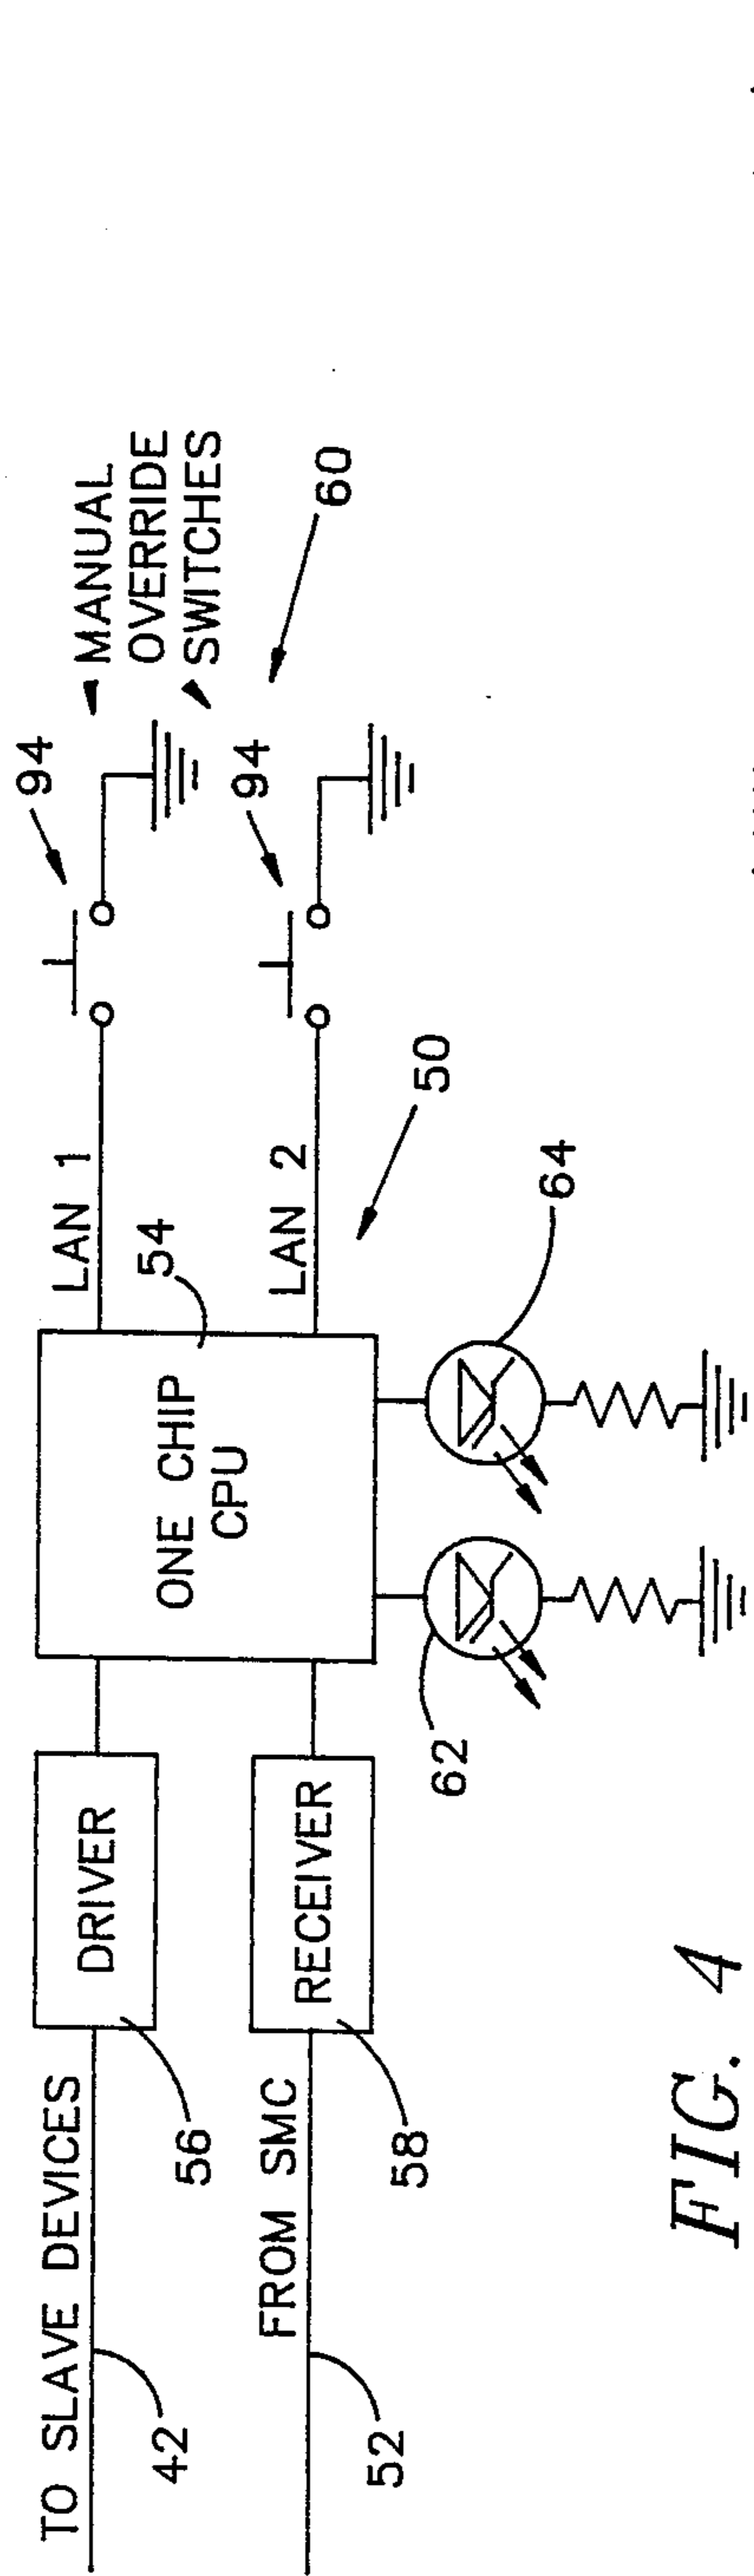 TO SLAVE DEVICES
42
DRIVER
56
FROM SMC
52
RECEIVER
58
ONE CHIP
CPU
54
LAN 1
LAN 2
94
94
MANUAL
OVERRIDE
SWITCHES
60
50
62
64
FIG. 4